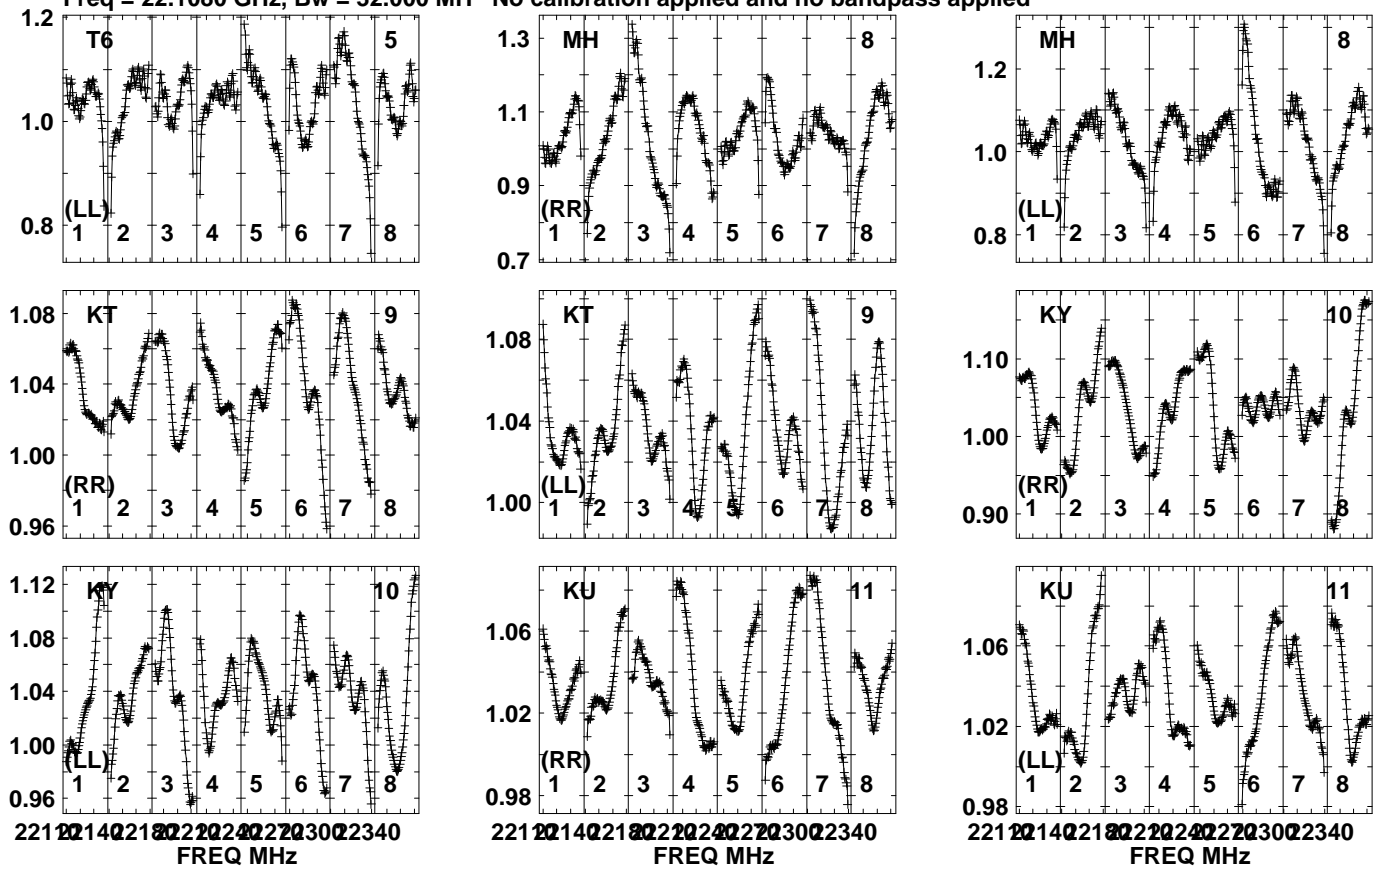 Freq = 22.1080 GHz, Bw = 32.000 MH No calibration applied and no bandpass applied
T6 5 MH 8 MH 8
1.2 1.3 1.2
1.0 1.1 1.0
0.8 0.9 0.8
0.7
(LL) (RR) (LL)
1 2 3 4 5 6 7 8 1 2 3 4 5 6 7 8 1 2 3 4 5 6 7 8
KT 9 KT 9 KY 10
1.08 1.08 1.10
1.04 1.04 1.00
1.00 1.00 0.90
0.96
(RR) (LL) (RR)
1 2 3 4 5 6 7 8 1 2 3 4 5 6 7 8 1 2 3 4 5 6 7 8
KY 10 KU 11 KU 11
1.12 1.06 1.06
1.08 1.02 1.02
1.04 0.98 0.98
1.00
0.96
(LL) (RR) (LL)
1 2 3 4 5 6 7 8 1 2 3 4 5 6 7 8 1 2 3 4 5 6 7 8
FREQ MHz FREQ MHz FREQ MHz